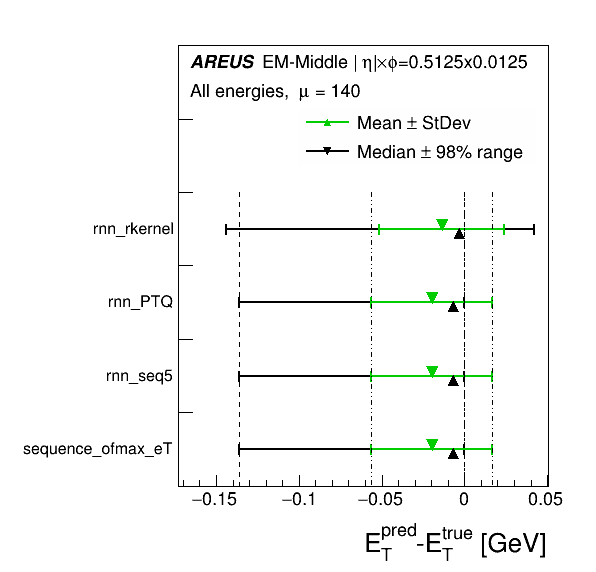 AREUS EM-Middle | η|×ϕ=0.5125x0.0125
All energies, μ = 140
Mean ± StDev
Median ± 98% range
rnn_rkernel
rnn_PTQ
rnn_seq5
sequence_ofmax_eT
−0.15 −0.1 −0.05 0 0.05
E_T^pred-E_T^true [GeV]